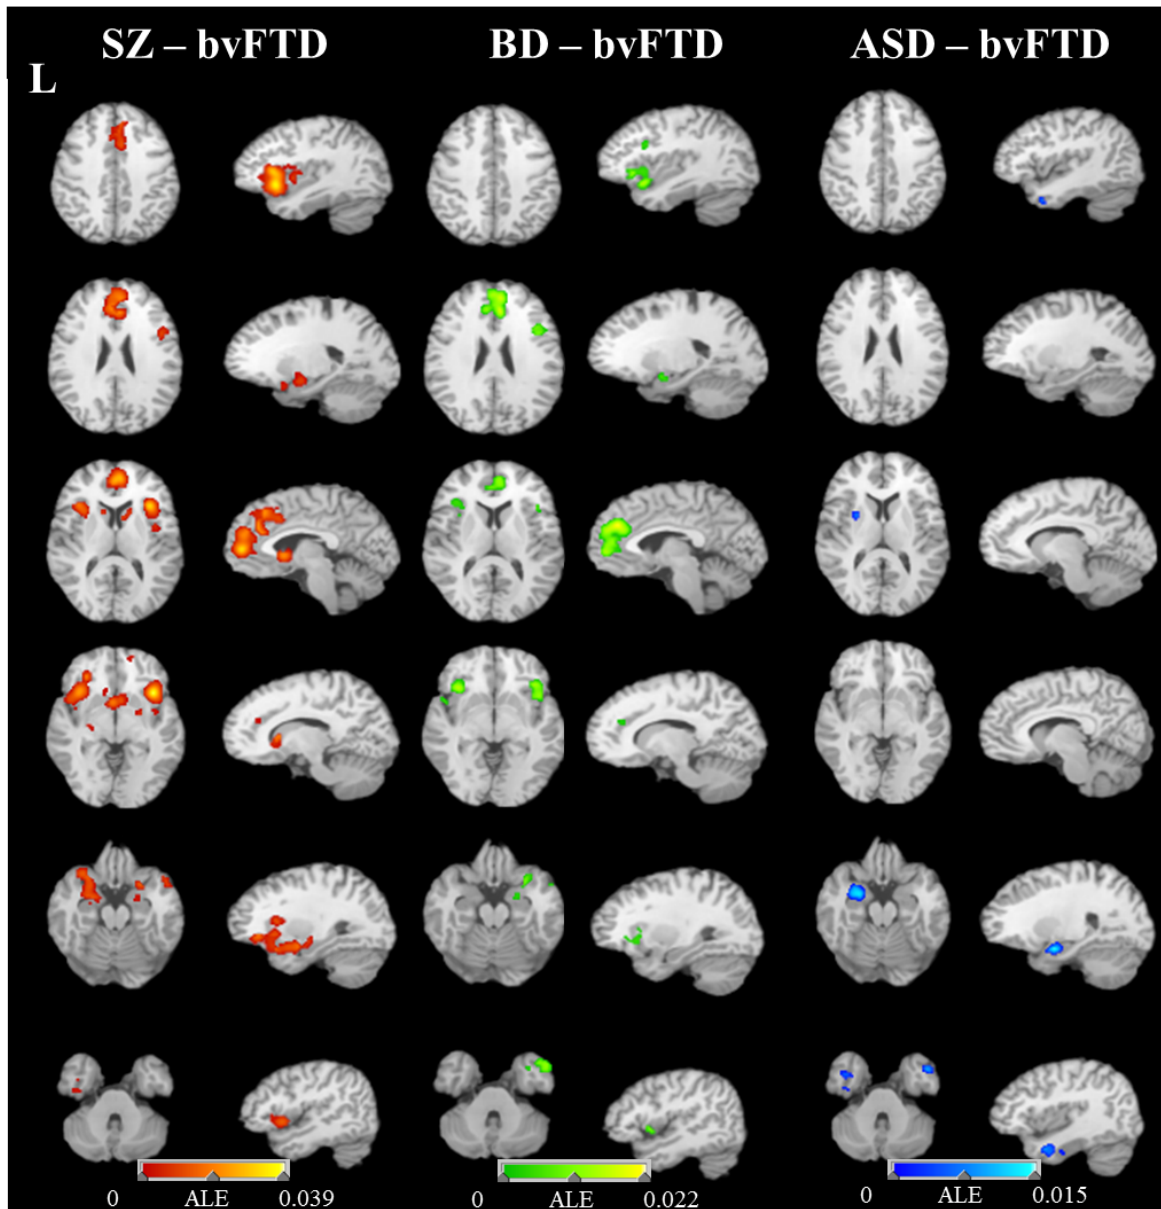 SZ – bvFTD BD – bvFTD ASD – bvFTD
L
0 ALE 0.039 0 ALE 0.022 0 ALE 0.015